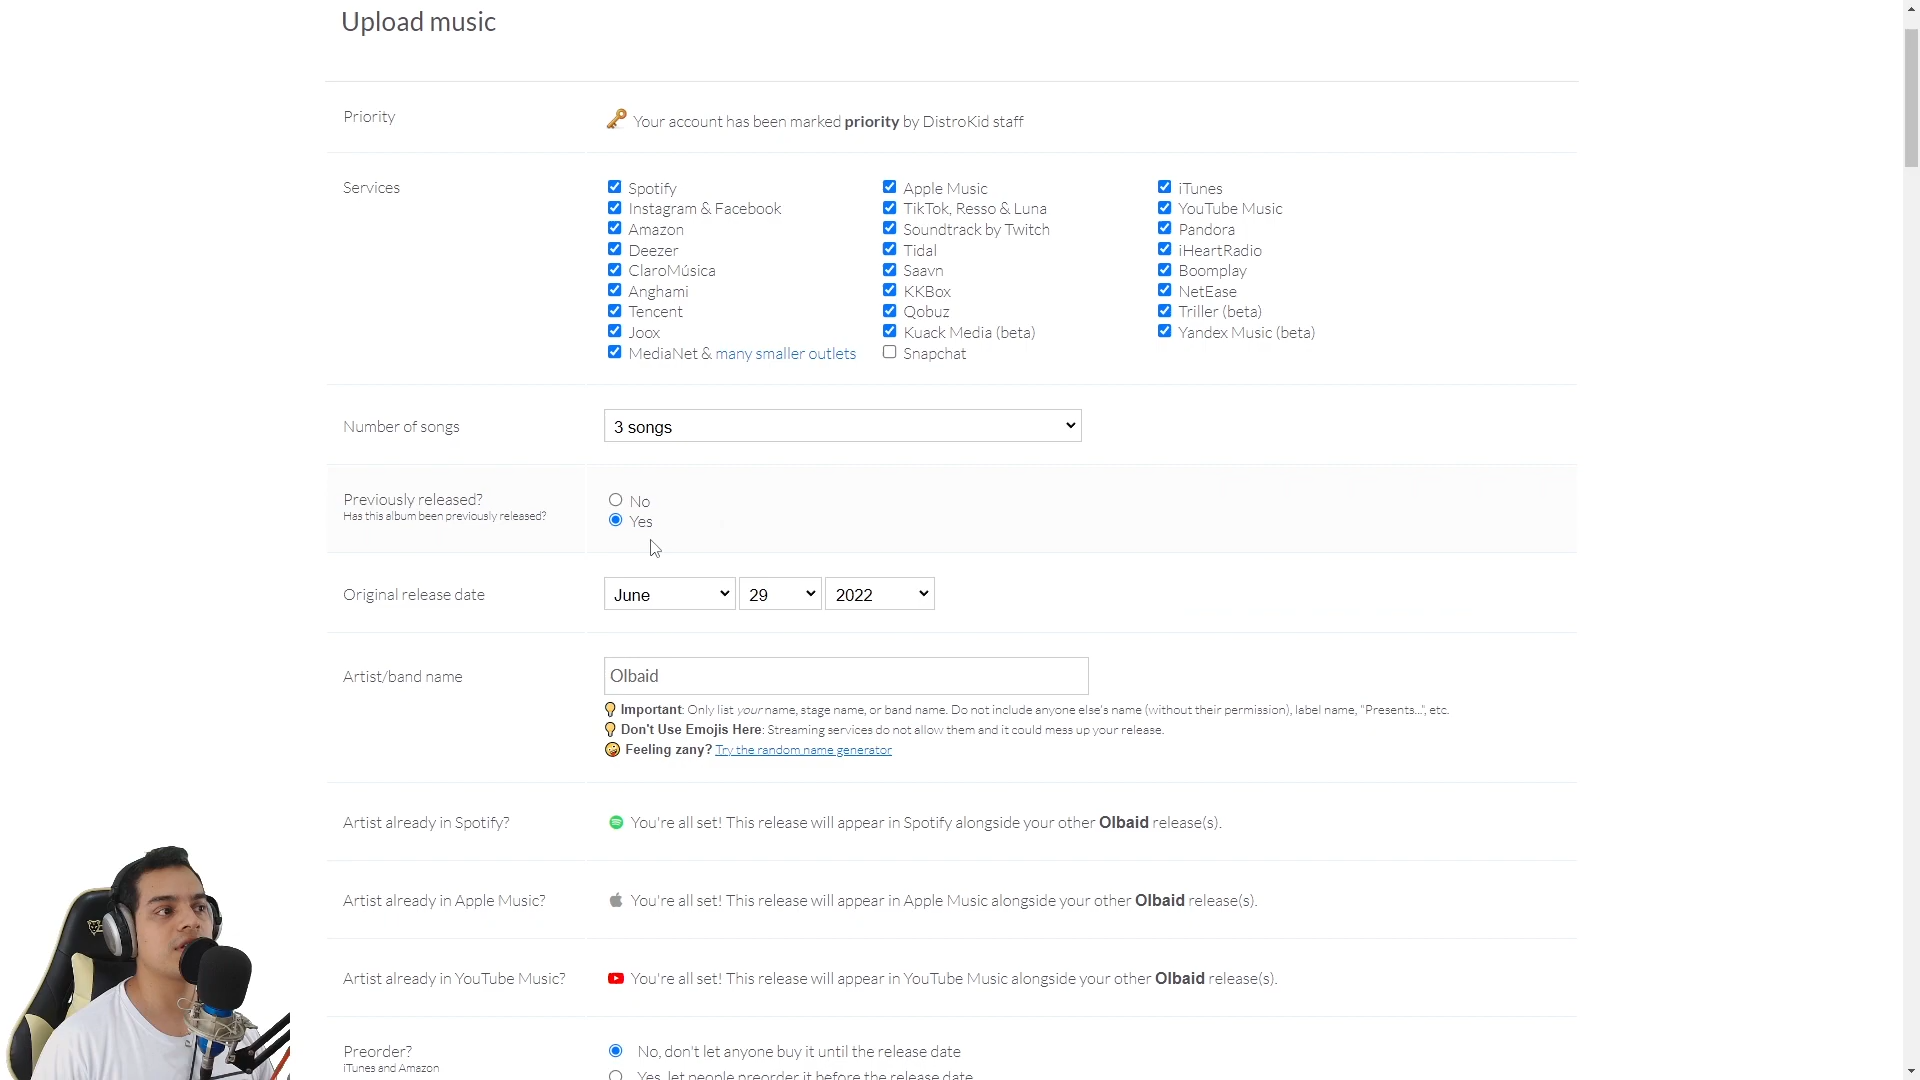 Upload music
Priority
Your account has been marked priority by DistroKid staff
Services
Spotify
Apple Music
iTunes
Instagram & Facebook
TikTok, Resso & Luna
YouTube Music
Amazon
Soundtrack by Twitch
Pandora
Deezer
Tidal
iHeartRadio
ClaroMúsica
Saavn
Boomplay
Anghami
KKBox
NetEase
Tencent
Qobuz
Triller (beta)
Joox
Kuack Media (beta)
Yandex Music (beta)
MediaNet & many smaller outlets
Snapchat
Number of songs
3 songs
Previously released?
Has this album been previously released?
No
Yes
Original release date
June
29
2022
Artist/band name
Olbaid
Important: Only list your name, stage name, or band name. Do not include anyone else's name (without their permission), label name, "Presents...", etc.
Don't Use Emojis Here: Streaming services do not allow them and it could mess up your release.
Feeling zany? Try the random name generator
Artist already in Spotify?
You're all set! This release will appear in Spotify alongside your other Olbaid release(s).
Artist already in Apple Music?
You're all set! This release will appear in Apple Music alongside your other Olbaid release(s).
Artist already in YouTube Music?
You're all set! This release will appear in YouTube Music alongside your other Olbaid release(s).
Preorder?
iTunes and Amazon
No, don't let anyone buy it until the release date
Yes, let people preorder it before the release date